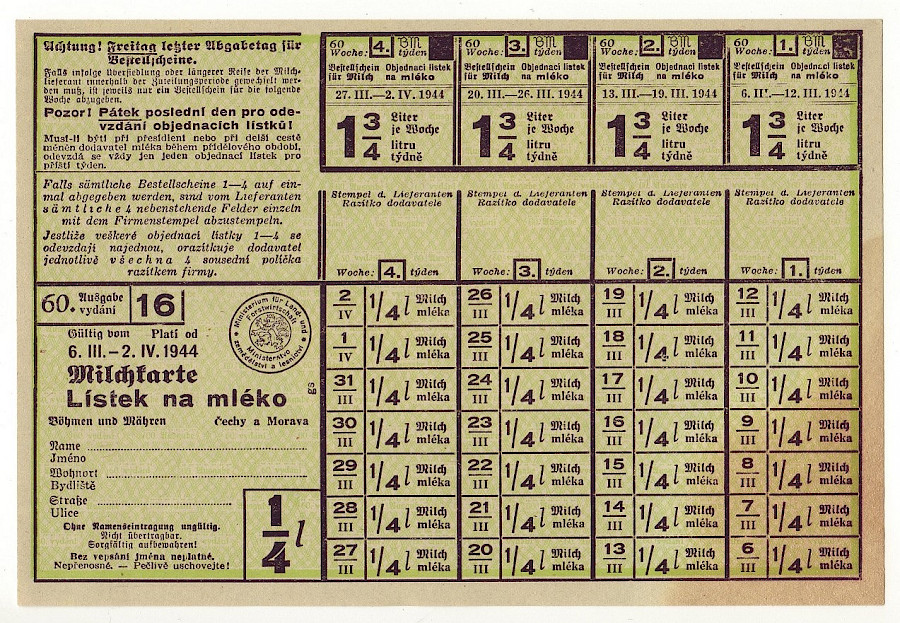 Achtung! Freitag letzter Abgabetag für
Bestellscheine.
Falls infolge Übersiedlung oder längerer Reise der Milch-
lieferant innerhalb der Zuteilungsperiode gewechselt wer-
den muß, ist jeweils nur ein Bestellschein für die folgende
Woche abzugeben.
Pozor! Pátek poslední den pro ode-
vzdání objednacích lístků!
Musí-li býti při přesídlení nebo při delší cestě
měněn dodavatel mléka během přídělového období,
odevzdá se vždy jen jeden objednací lístek pro
příští týden.
Falls sämtliche Bestellscheine 1—4 auf ein-
mal abgegeben werden, sind vom Lieferanten
sämtliche 4 nebenstehende Felder einzeln
mit dem Firmenstempel abzustempeln.
Jestliže veškeré objednací lístky 1—4 se
odevzdají najednou, orazítkuje dodavatel
jednotlivě všechna 4 sousední políčka
razítkem firmy.
60 Woche: 4. týden BM
Bestellschein für Milch Objednací lístek na mléko
27. III.—2. IV. 1944
1 3/4 Liter je Woche litru týdně
60 Woche: 3. týden BM
Bestellschein für Milch Objednací lístek na mléko
20. III.—26. III. 1944
1 3/4 Liter je Woche litru týdně
60 Woche: 2. týden BM
Bestellschein für Milch Objednací lístek na mléko
13. III.—19. III. 1944
1 3/4 Liter je Woche litru týdně
60 Woche: 1. týden BM
Bestellschein für Milch Objednací lístek na mléko
6. III.—12. III. 1944
1 3/4 Liter je Woche litru týdně
Stempel d. Lieferanten
Razítko dodavatele
Woche: 4. týden
Stempel d. Lieferanten
Razítko dodavatele
Woche: 3. týden
Stempel d. Lieferanten
Razítko dodavatele
Woche: 2. týden
Stempel d. Lieferanten
Razítko dodavatele
Woche: 1. týden
60. Ausgabe vydání 16
Gültig vom Platí od
6. III.–2. IV. 1944
Milchkarte
Lístek na mléko
Böhmen und Mähren Čechy a Morava
Ministerium für Land- und Forstwirtschaft
Ministerstvo zemědělství a lesnictví
gs
Name
Jméno
Wohnort
Bydliště
Straße
Ulice
Ohne Namenseintragung ungültig.
Nicht übertragbar.
Sorgfältig aufbewahren!
Bez vepsání jména neplatné.
Nepřenosné. — Pečlivě uschovejte!
1/4 l
2/IV 1/4 l Milch mléka 26/III 1/4 l Milch mléka 19/III 1/4 l Milch mléka 12/III 1/4 l Milch mléka
1/IV 1/4 l Milch mléka 25/III 1/4 l Milch mléka 18/III 1/4 l Milch mléka 11/III 1/4 l Milch mléka
31/III 1/4 l Milch mléka 24/III 1/4 l Milch mléka 17/III 1/4 l Milch mléka 10/III 1/4 l Milch mléka
30/III 1/4 l Milch mléka 23/III 1/4 l Milch mléka 16/III 1/4 l Milch mléka 9/III 1/4 l Milch mléka
29/III 1/4 l Milch mléka 22/III 1/4 l Milch mléka 15/III 1/4 l Milch mléka 8/III 1/4 l Milch mléka
28/III 1/4 l Milch mléka 21/III 1/4 l Milch mléka 14/III 1/4 l Milch mléka 7/III 1/4 l Milch mléka
27/III 1/4 l Milch mléka 20/III 1/4 l Milch mléka 13/III 1/4 l Milch mléka 6/III 1/4 l Milch mléka